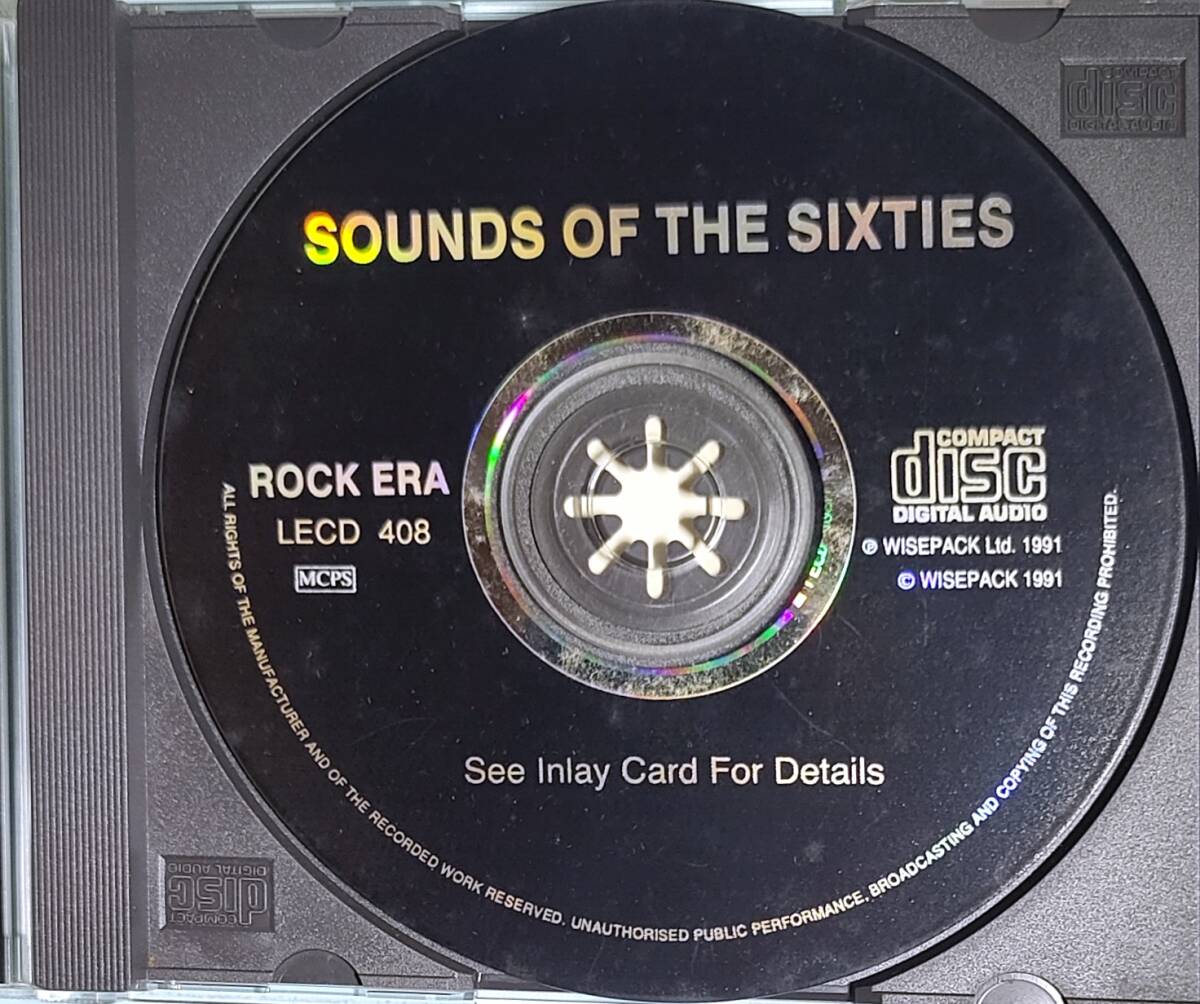 COMPACT
disc
DIGITAL AUDIO
SOUNDS OF THE SIXTIES
ROCK ERA
LECD 408
MCPS
COMPACT
disc
DIGITAL AUDIO
℗ WISEPACK Ltd. 1991
© WISEPACK 1991
See Inlay Card For Details
ALL RIGHTS OF THE MANUFACTURER AND OF THE RECORDED WORK RESERVED. UNAUTHORISED PUBLIC PERFORMANCE, BROADCASTING AND COPYING OF THIS RECORDING PROHIBITED.
COMPACT
disc
DIGITAL AUDIO